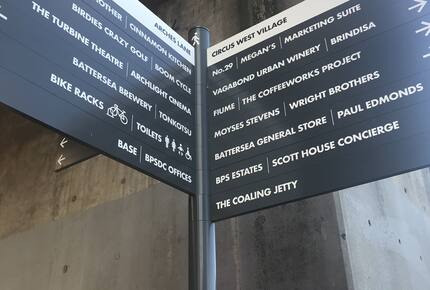 ARCHES LANE
MOTHER | CINNAMON KITCHEN
BIRDIES CRAZY GOLF | BOOM CYCLE
THE TURBINE THEATRE | ARCHLIGHT CINEMA
BATTERSEA BREWERY | TONKOTSU
BIKE RACKS | TOILETS
BASE | BPSDC OFFICES
CIRCUS WEST VILLAGE
No.29 | MEGAN'S | MARKETING SUITE
VAGABOND URBAN WINERY | BRINDISA
FIUME | THE COFFEEWORKS PROJECT
MOYSES STEVENS | WRIGHT BROTHERS
BATTERSEA GENERAL STORE | PAUL EDMONDS
BPS ESTATES | SCOTT HOUSE CONCIERGE
THE COALING JETTY